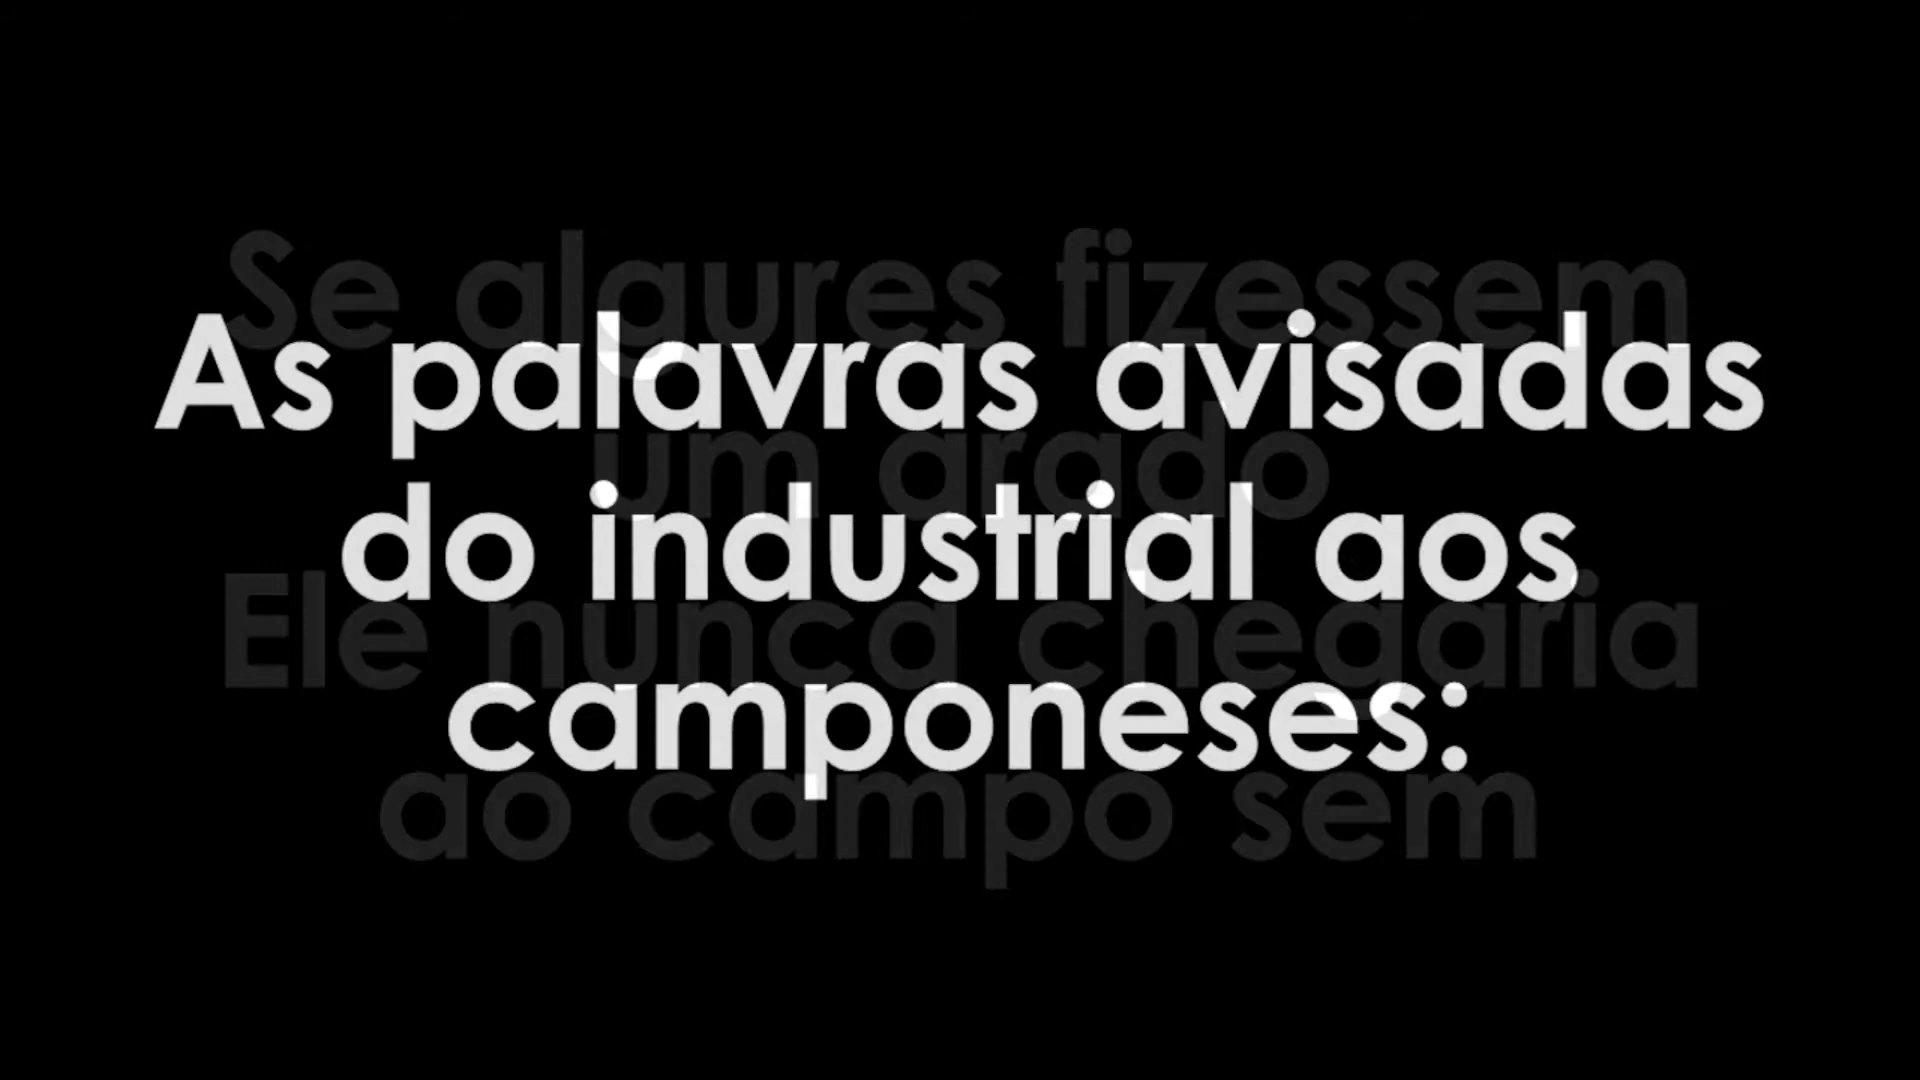 As palavras avisadas
do industrial aos
camponeses:
Se algures fizessem
um arado
Ele nunca chegaria
ao campo sem